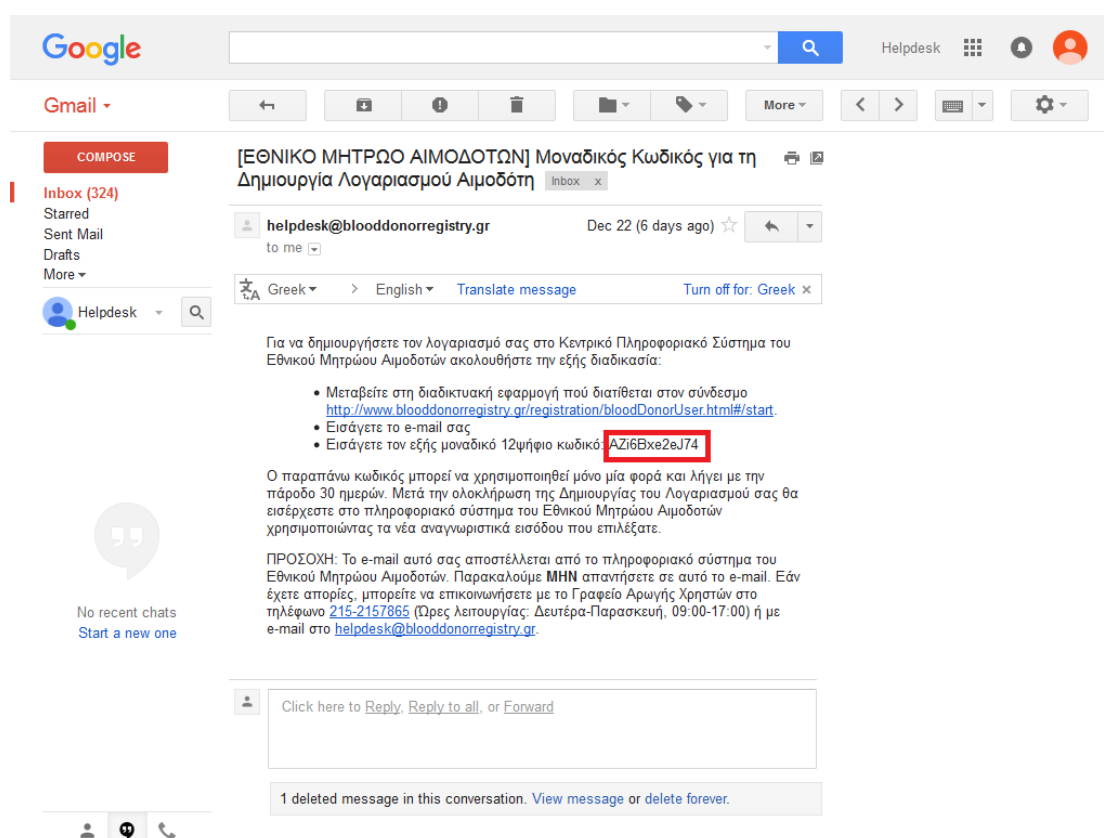 Google
Helpdesk
Gmail
More
COMPOSE
Inbox (324)
Starred
Sent Mail
Drafts
More
Helpdesk
No recent chats
Start a new one
[ΕΘΝΙΚΟ ΜΗΤΡΩΟ ΑΙΜΟΔΟΤΩΝ] Μοναδικός Κωδικός για τη
Δημιουργία Λογαριασμού Αιμοδότη Inbox x
helpdesk@blooddonorregistry.gr Dec 22 (6 days ago)
to me
Greek > English Translate message Turn off for: Greek ×
Για να δημιουργήσετε τον λογαριασμό σας στο Κεντρικό Πληροφοριακό Σύστημα του
Εθνικού Μητρώου Αιμοδοτών ακολουθήστε την εξής διαδικασία:
• Μεταβείτε στη διαδικτυακή εφαρμογή πού διατίθεται στον σύνδεσμο
http://www.blooddonorregistry.gr/registration/bloodDonorUser.html#/start.
• Εισάγετε το e-mail σας
• Εισάγετε τον εξής μοναδικό 12ψήφιο κωδικό: AZi6Bxe2eJ74
Ο παραπάνω κωδικός μπορεί να χρησιμοποιηθεί μόνο μία φορά και λήγει με την
πάροδο 30 ημερών. Μετά την ολοκλήρωση της Δημιουργίας του Λογαριασμού σας θα
εισέρχεστε στο πληροφοριακό σύστημα του Εθνικού Μητρώου Αιμοδοτών
χρησιμοποιώντας τα νέα αναγνωριστικά εισόδου που επιλέξατε.
ΠΡΟΣΟΧΗ: Το e-mail αυτό σας αποστέλλεται από το πληροφοριακό σύστημα του
Εθνικού Μητρώου Αιμοδοτών. Παρακαλούμε ΜΗΝ απαντήσετε σε αυτό το e-mail. Εάν
έχετε απορίες, μπορείτε να επικοινωνήσετε με το Γραφείο Αρωγής Χρηστών στο
τηλέφωνο 215-2157865 (Ώρες λειτουργίας: Δευτέρα-Παρασκευή, 09:00-17:00) ή με
e-mail στο helpdesk@blooddonorregistry.gr.
Click here to Reply, Reply to all, or Forward
1 deleted message in this conversation. View message or delete forever.